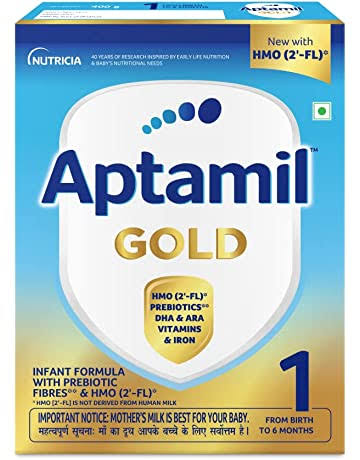 400 g
1
NUTRICIA
40 YEARS OF RESEARCH INSPIRED BY EARLY LIFE NUTRITION
& BABY'S NUTRITIONAL NEEDS
New with
HMO (2'-FL)*
Aptamil™
GOLD
HMO (2'-FL)*
PREBIOTICS°°
DHA & ARA
VITAMINS
& IRON
INFANT FORMULA
WITH PREBIOTIC
FIBRES°° & HMO (2'-FL)*
*HMO (2'-FL) IS NOT DERIVED FROM HUMAN MILK
1
FROM BIRTH
TO 6 MONTHS
IMPORTANT NOTICE: MOTHER'S MILK IS BEST FOR YOUR BABY.
महत्वपूर्ण सूचना: माँ का दूध आपके बच्चे के लिए सर्वोत्तम है।